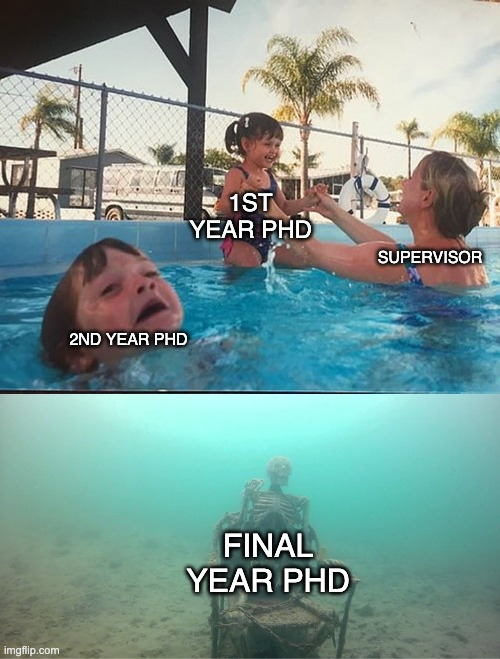 1ST
YEAR PHD
SUPERVISOR
2ND YEAR PHD
FINAL
YEAR PHD
imgflip.com